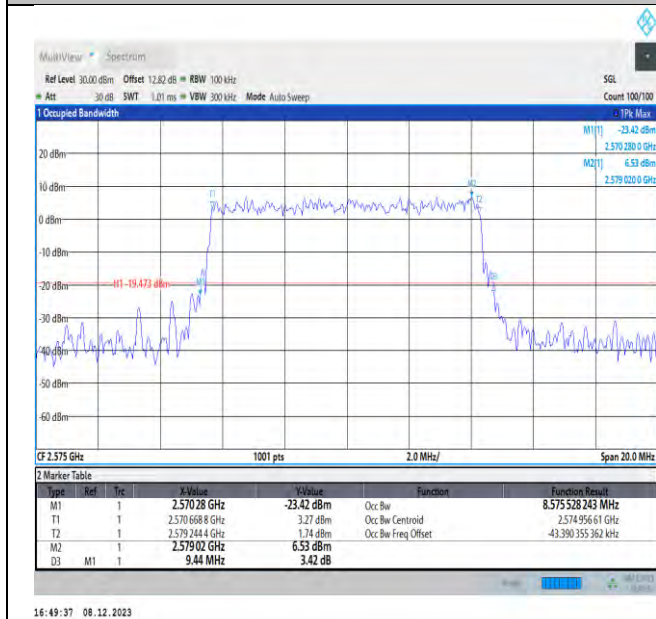 MultiView Spectrum
Ref Level 30.00 dBm Offset 12.82 dB RBW 100 kHz SGL
Att 30 dB SWT 1.01 ms VBW 300 kHz Mode Auto Sweep Count 100/100
1 Occupied Bandwidth 1Pk Max
M1[1] -23.42 dBm
2.570 280 0 GHz
M2[1] 6.53 dBm
2.579 020 0 GHz
20 dBm
M2
10 dBm
T1 T2
0 dBm
-10 dBm
-20 dBm
H1 -19.473 dBm M1 D3
-30 dBm
-40 dBm
-50 dBm
-60 dBm
CF 2.575 GHz 1001 pts 2.0 MHz/ Span 20.0 MHz
2 Marker Table
Type Ref Trc X-Value Y-Value Function Function Result
M1 1 2.570 28 GHz -23.42 dBm Occ Bw 8.575 528 243 MHz
T1 1 2.570 668 8 GHz 3.27 dBm Occ Bw Centroid 2.574 956 61 GHz
T2 1 2.579 244 4 GHz 1.74 dBm Occ Bw Freq Offset -43.390 355 362 kHz
M2 1 2.579 02 GHz 6.53 dBm
D3 M1 1 9.44 MHz 3.42 dB
16:49:37 08.12.2023